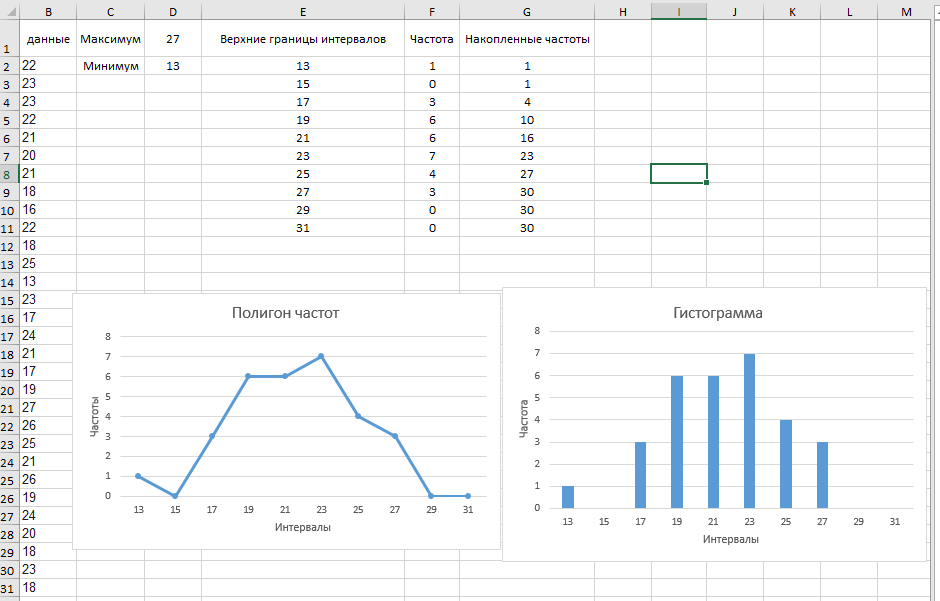 B C D E F G H I J K L M
1 данные Максимум 27 Верхние границы интервалов Частота Накопленные частоты
2 22 Минимум 13 13 1 1
3 23 15 0 1
4 23 17 3 4
5 22 19 6 10
6 21 21 6 16
7 20 23 7 23
8 21 25 4 27
9 18 27 3 30
10 16 29 0 30
11 22 31 0 30
12 18
13 25
14 13
15 23
16 17
17 24
18 21
19 17
20 19
21 27
22 26
23 25
24 21
25 26
26 19
27 24
28 20
29 18
30 23
31 18
Полигон частот
8
7
6
5
4
3
2
1
0
Частоты
13 15 17 19 21 23 25 27 29 31
Интервалы
Гистограмма
8
7
6
5
4
3
2
1
0
Частота
13 15 17 19 21 23 25 27 29 31
Интервалы